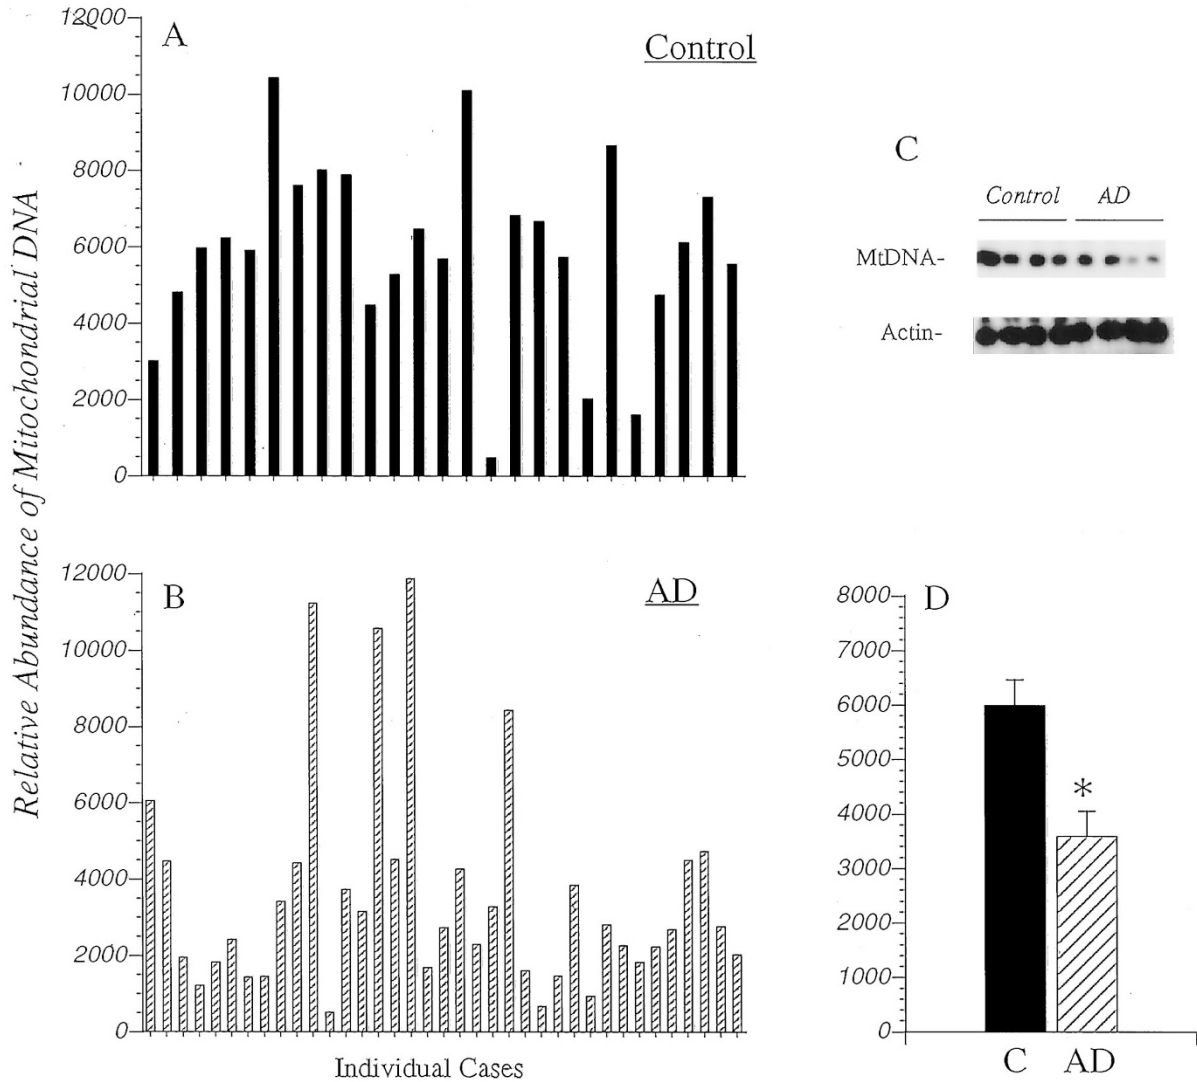 Relative Abundance of Mitochondrial DNA
A
Control
12000
10000
8000
6000
4000
2000
0
B
AD
12000
10000
8000
6000
4000
2000
0
Individual Cases
C
Control AD
MtDNA-
Actin-
D
8000
7000
6000
5000
4000
3000
2000
1000
0
*
C AD